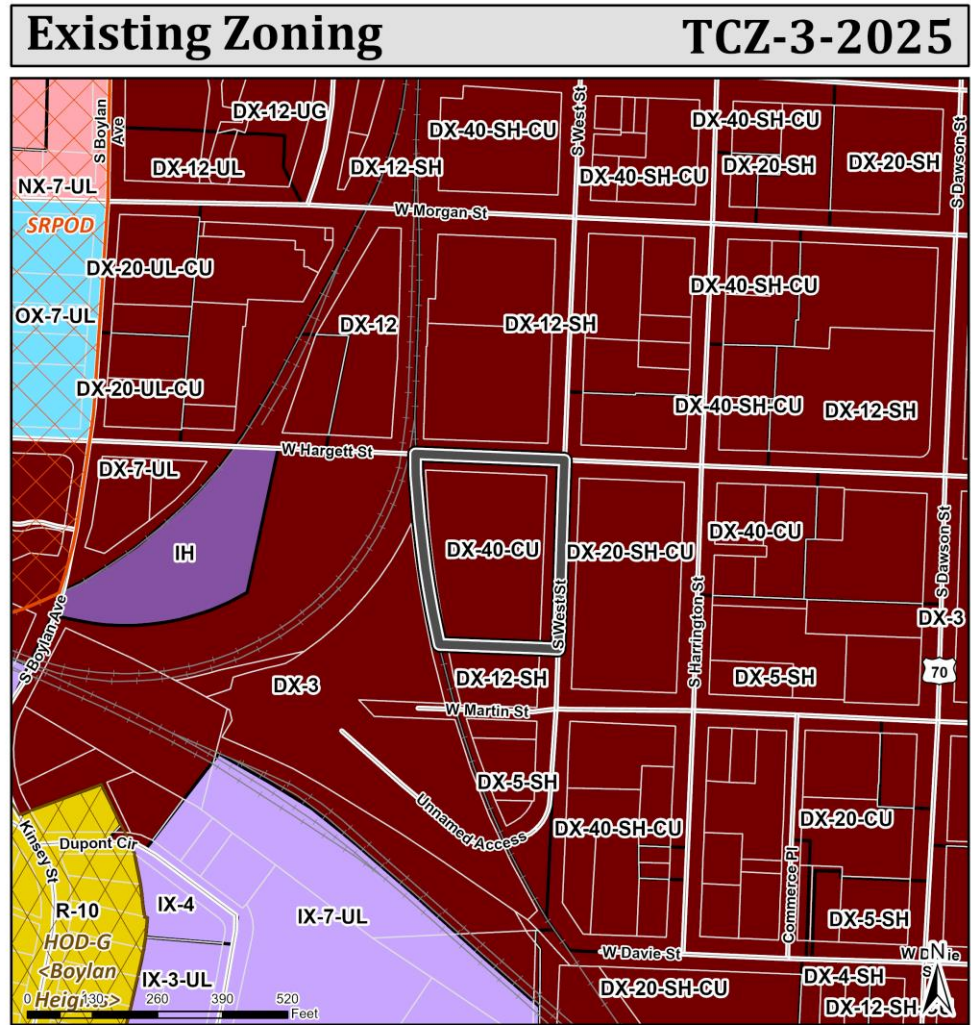 Existing Zoning
TCZ-3-2025
S Boylan
Ave
DX-12-UG
DX-40-SH-CU
S West St
DX-40-SH-CU
S Dawson St
DX-12-UL
DX-12-SH
DX-40-SH-CU
DX-20-SH
DX-20-SH
NX-7-UL
W Morgan St
SRPOD
DX-20-UL-CU
DX-40-SH-CU
OX-7-UL
DX-12
DX-12-SH
DX-20-UL-CU
DX-40-SH-CU
DX-12-SH
W Hargett St
DX-7-UL
IH
DX-40-CU
DX-20-SH-CU
DX-40-CU
S Dawson St
S West St
S Harrington St
S Boylan Ave
DX-3
70
DX-3
DX-12-SH
DX-5-SH
W Martin St
DX-5-SH
Unnamed Access
DX-40-SH-CU
DX-20-CU
Kinsey St
Dupont Cir
Commerce Pl
R-10
IX-4
IX-7-UL
DX-5-SH
HOD-G
<Boylan
Heights>
IX-3-UL
W Davie St
W Davie
S
N
DX-20-SH-CU
DX-4-SH
DX-12-SH-CU
0 130 260 390 520
Feet